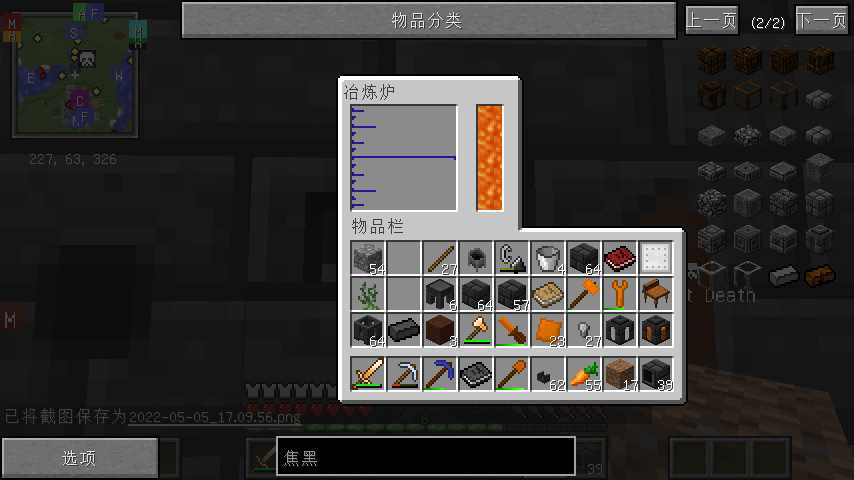 物品分类
上一页
(2/2)
下一页
M
A F
M
S
M
E
W
C
F
227, 63, 326
冶炼炉
物品栏
54
27
4
64
6
64
57
64
3
23
27
62
55
17
39
t Death
M
已将截图保存为2022-05-05_17.09.56.png
选项
焦黑
39